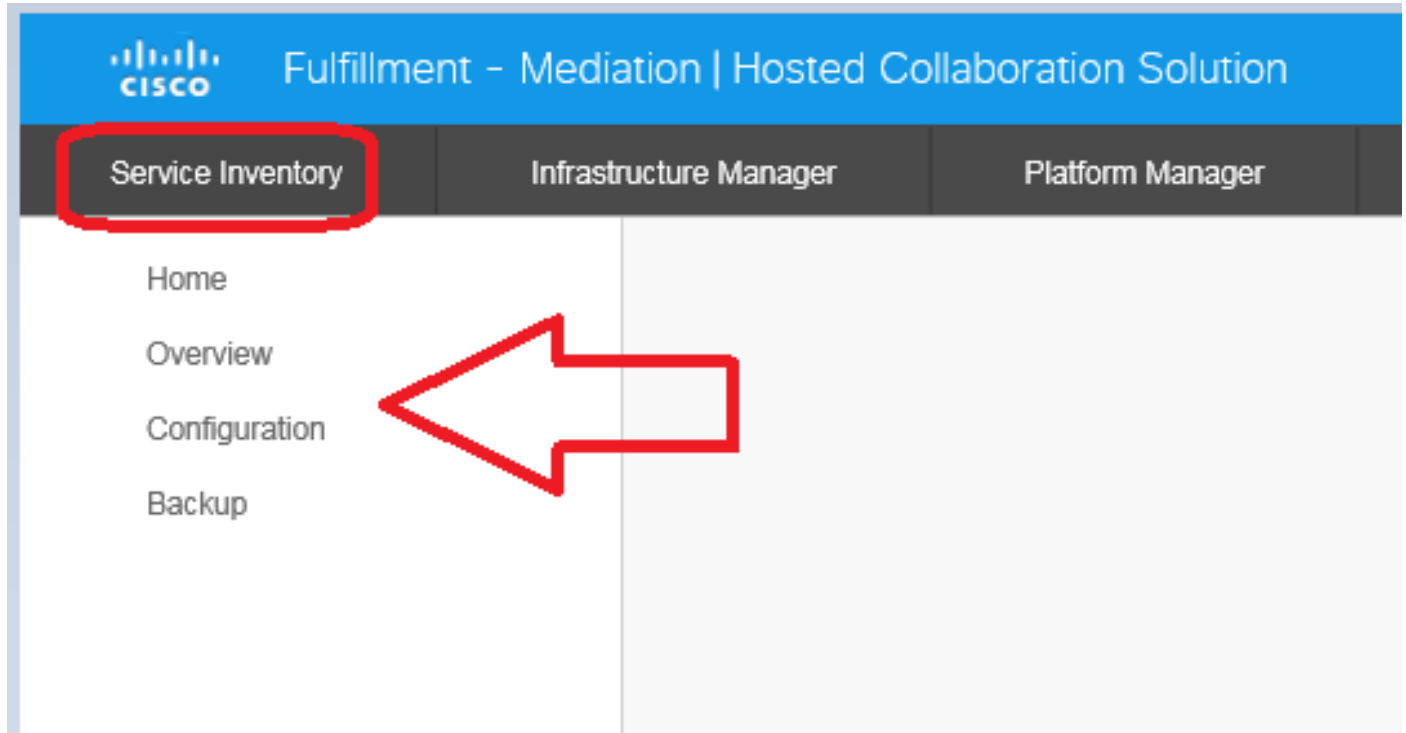 CISCO
Fulfillment - Mediation | Hosted Collaboration Solution
Service Inventory Infrastructure Manager Platform Manager
Home
Overview
Configuration
Backup